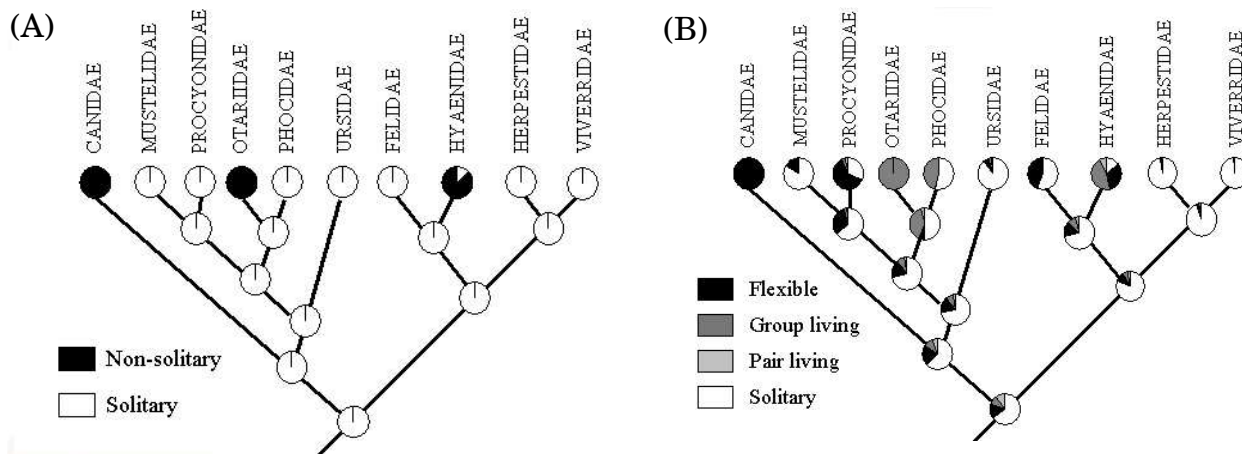 (A)
CANIDAE
MUSTELIDAE
PROCYONIDAE
OTARIIDAE
PHOCIDAE
URSIDAE
FELIDAE
HYAENIDAE
HERPESTIDAE
VIVERRIDAE
Non-solitary
Solitary
(B)
CANIDAE
MUSTELIDAE
PROCYONIDAE
OTARIIDAE
PHOCIDAE
URSIDAE
FELIDAE
HYAENIDAE
HERPESTIDAE
VIVERRIDAE
Flexible
Group living
Pair living
Solitary